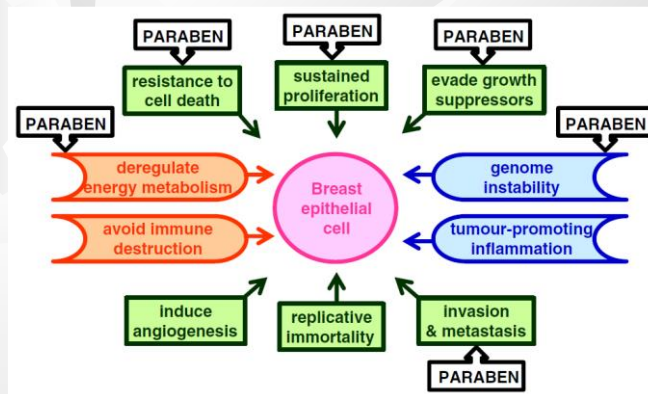 PARABEN
PARABEN
PARABEN
resistance to
cell death
sustained
proliferation
evade growth
suppressors
PARABEN
PARABEN
deregulate
energy metabolism
Breast
epithelial
cell
genome
instability
avoid immune
destruction
tumour-promoting
inflammation
induce
angiogenesis
replicative
immortality
invasion
& metastasis
PARABEN